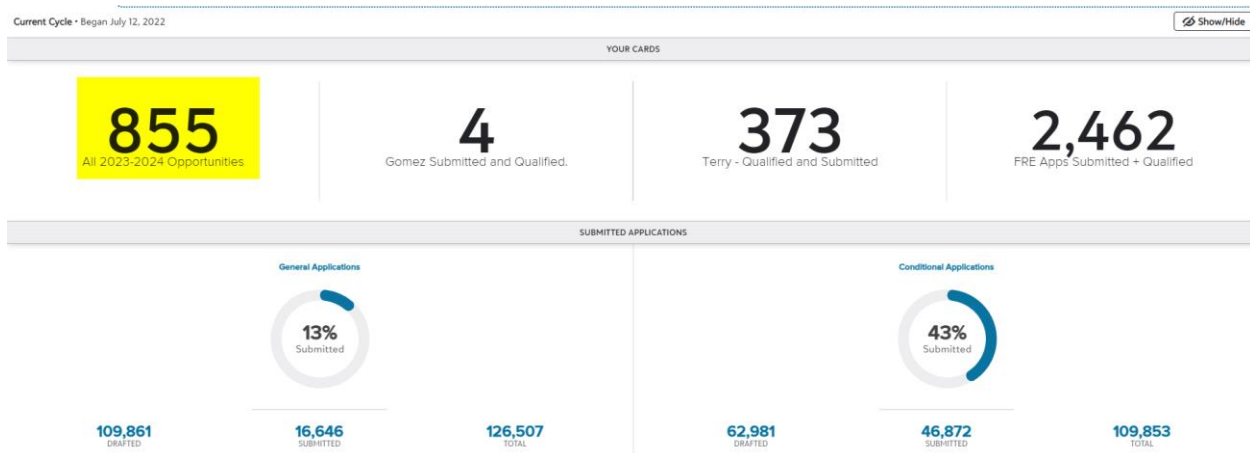 Current Cycle • Began July 12, 2022
Show/Hide
YOUR CARDS
855
All 2023-2024 Opportunities
4
Gomez Submitted and Qualified.
373
Terry - Qualified and Submitted
2,462
FRE Apps Submitted + Qualified
SUBMITTED APPLICATIONS
General Applications
13%
Submitted
109,861
DRAFTED
16,646
SUBMITTED
126,507
TOTAL
Conditional Applications
43%
Submitted
62,981
DRAFTED
46,872
SUBMITTED
109,853
TOTAL